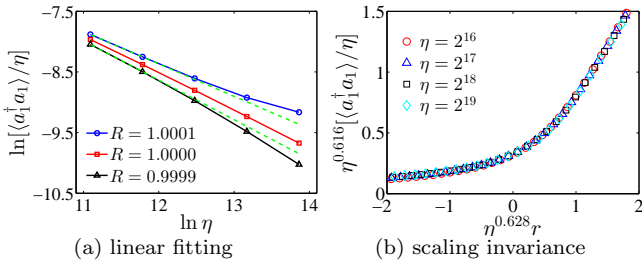 ln[⟨a₁†a₁⟩/η]
−7.5
−8.5
−9.5
−10.5
11
12
13
14
ln η
R = 1.0001
R = 1.0000
R = 0.9999
(a) linear fitting
η^0.616[⟨a₁†a₁⟩/η]
1.5
1
0.5
0
−2
−1
0
1
2
η^0.628 r
η = 2^16
η = 2^17
η = 2^18
η = 2^19
(b) scaling invariance